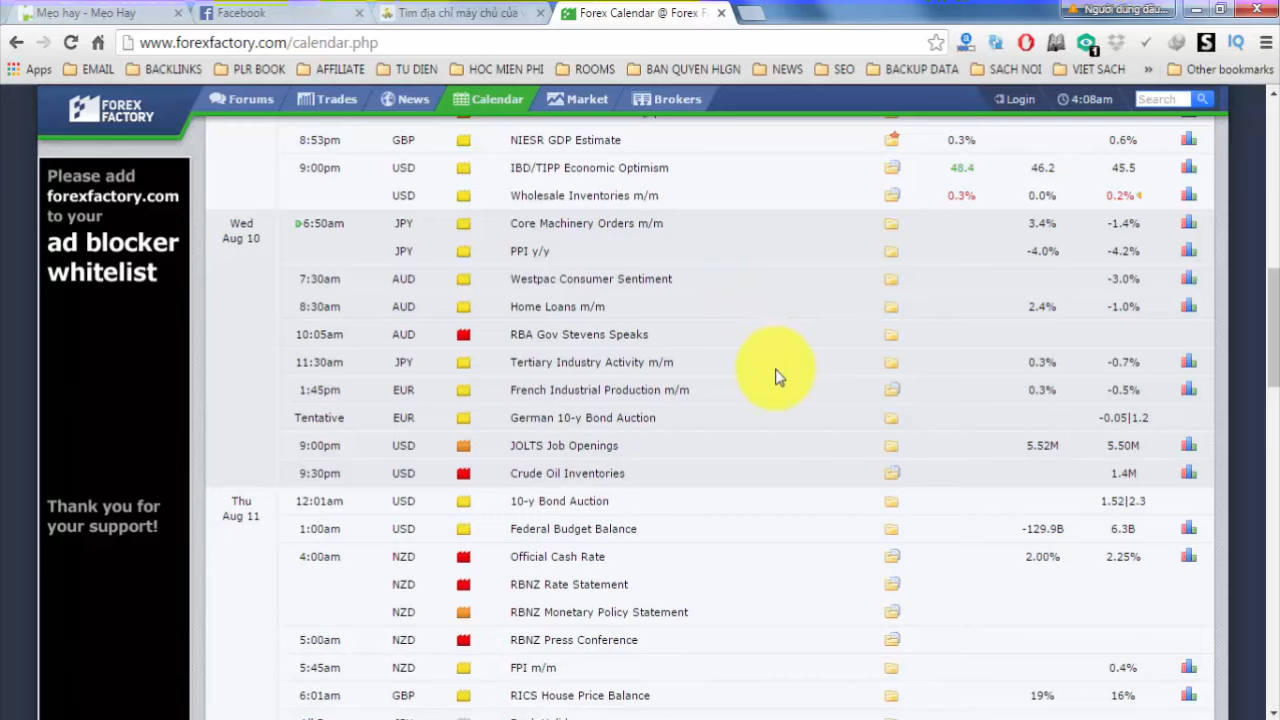 Mẹo hay - Mẹo Hay
Facebook
Tìm địa chỉ máy chủ của
Forex Calendar @ Forex F
Người dùng đầu...
www.forexfactory.com/calendar.php
Apps EMAIL BACKLINKS PLR BOOK AFFILIATE TU DIEN HOC MIEN PHI ROOMS BAN QUYEN HLGN NEWS SEO BACKUP DATA SACH NOI VIET SACH » Other bookmarks
FOREX
FACTORY
Forums Trades News Calendar Market Brokers Login 4:08am Search
Please add
forexfactory.com
to your
ad blocker
whitelist
Thank you for
your support!
8:53pm GBP NIESR GDP Estimate 0.3% 0.6%
9:00pm USD IBD/TIPP Economic Optimism 48.4 46.2 45.5
USD Wholesale Inventories m/m 0.3% 0.0% 0.2%
Wed
Aug 10
6:50am JPY Core Machinery Orders m/m 3.4% -1.4%
JPY PPI y/y -4.0% -4.2%
7:30am AUD Westpac Consumer Sentiment -3.0%
8:30am AUD Home Loans m/m 2.4% -1.0%
10:05am AUD RBA Gov Stevens Speaks
11:30am JPY Tertiary Industry Activity m/m 0.3% -0.7%
1:45pm EUR French Industrial Production m/m 0.3% -0.5%
Tentative EUR German 10-y Bond Auction -0.05|1.2
9:00pm USD JOLTS Job Openings 5.52M 5.50M
9:30pm USD Crude Oil Inventories 1.4M
Thu
Aug 11
12:01am USD 10-y Bond Auction 1.52|2.3
1:00am USD Federal Budget Balance -129.9B 6.3B
4:00am NZD Official Cash Rate 2.00% 2.25%
NZD RBNZ Rate Statement
NZD RBNZ Monetary Policy Statement
5:00am NZD RBNZ Press Conference
5:45am NZD FPI m/m 0.4%
6:01am GBP RICS House Price Balance 19% 16%